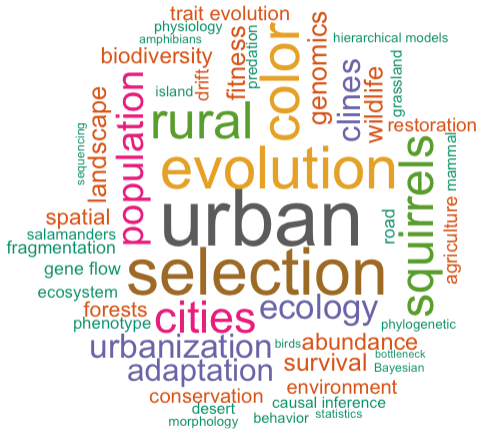 trait evolution
physiology
amphibians
hierarchical models
biodiversity
drift
fitness
predation
color
genomics
clines
wildlife
grassland
island
population
rural
restoration
sequencing
landscape
evolution
squirrels
mammal
spatial
urban
road
agriculture
salamanders
fragmentation
gene flow
selection
ecosystem
forests
cities
ecology
phenotype
phylogenetic
urbanization
birds
abundance
bottleneck
adaptation
survival
Bayesian
conservation
environment
desert
causal inference
morphology
behavior
statistics